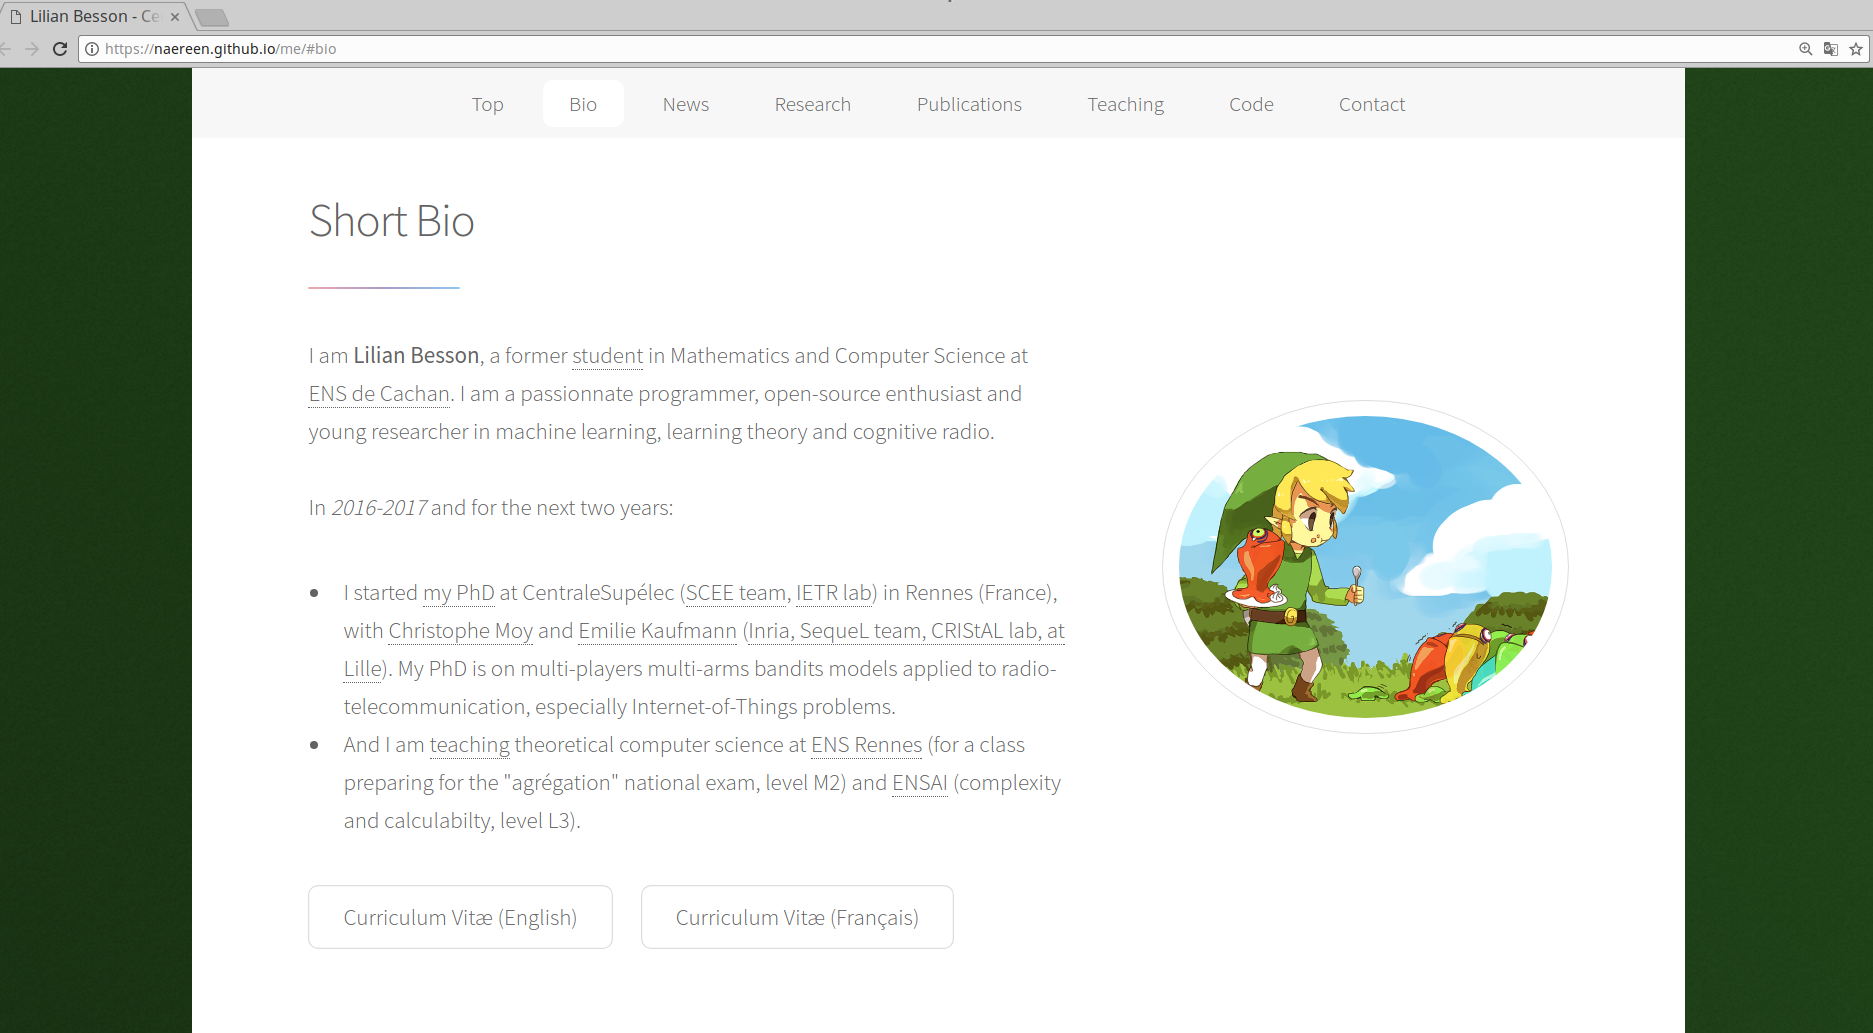 Lilian Besson - Ce
https://naereen.github.io/me/#bio
Top Bio News Research Publications Teaching Code Contact
Short Bio
I am Lilian Besson, a former student in Mathematics and Computer Science at
ENS de Cachan. I am a passionnate programmer, open-source enthusiast and
young researcher in machine learning, learning theory and cognitive radio.
In 2016-2017 and for the next two years:
• I started my PhD at CentraleSupélec (SCEE team, IETR lab) in Rennes (France),
with Christophe Moy and Emilie Kaufmann (Inria, SequeL team, CRIStAL lab, at
Lille). My PhD is on multi-players multi-arms bandits models applied to radio-
telecommunication, especially Internet-of-Things problems.
• And I am teaching theoretical computer science at ENS Rennes (for a class
preparing for the "agrégation" national exam, level M2) and ENSAI (complexity
and calculabilty, level L3).
Curriculum Vitæ (English) Curriculum Vitæ (Français)